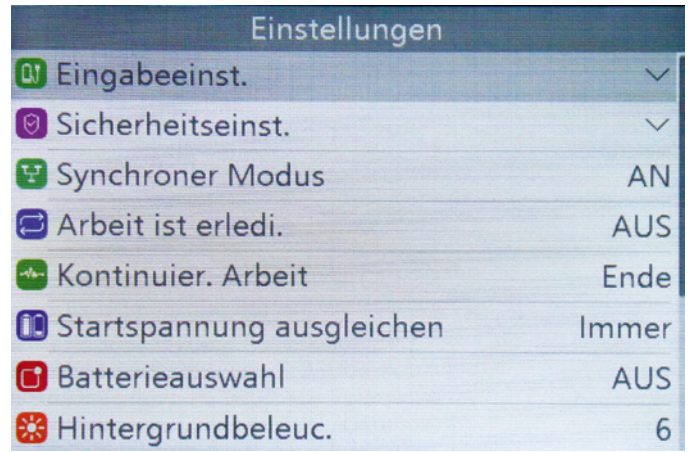 Einstellungen
Eingabeeinst.
Sicherheitseinst.
Synchroner Modus AN
Arbeit ist erledi. AUS
Kontinuier. Arbeit Ende
Startspannung ausgleichen Immer
Batterieauswahl AUS
Hintergrundbeleuc. 6